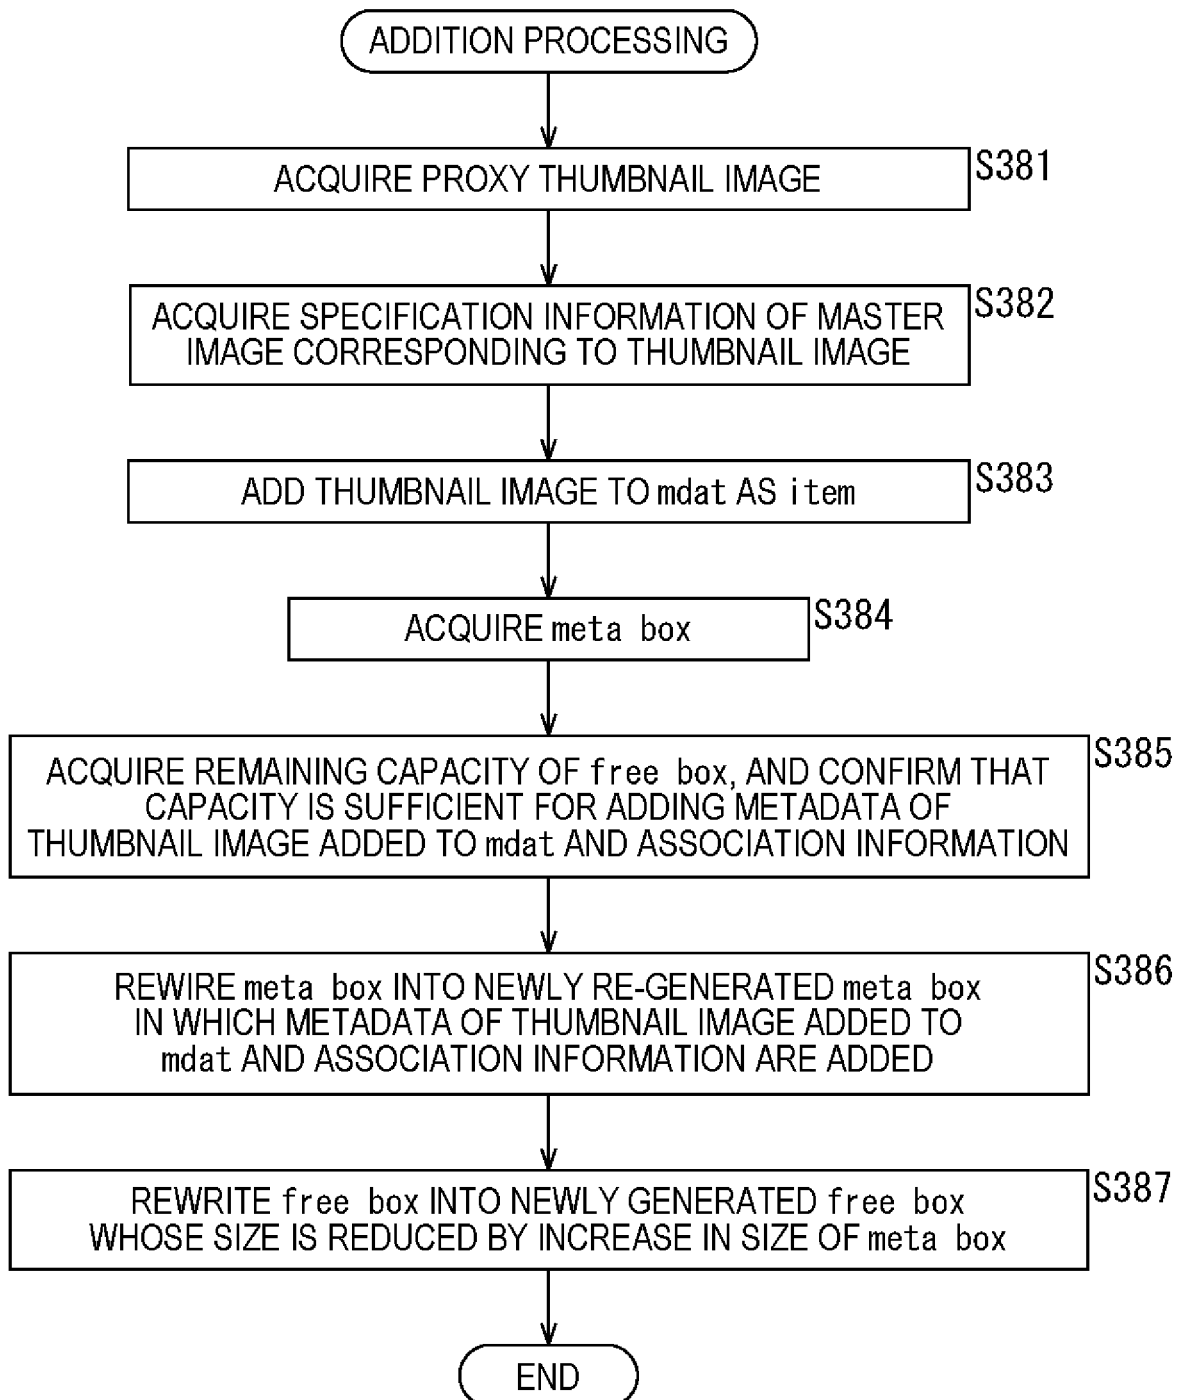 ADDITION PROCESSING
ACQUIRE PROXY THUMBNAIL IMAGE
S381
ACQUIRE SPECIFICATION INFORMATION OF MASTER
IMAGE CORRESPONDING TO THUMBNAIL IMAGE
S382
ADD THUMBNAIL IMAGE TO mdat AS item
S383
ACQUIRE meta box
S384
ACQUIRE REMAINING CAPACITY OF free box, AND CONFIRM THAT
CAPACITY IS SUFFICIENT FOR ADDING METADATA OF
THUMBNAIL IMAGE ADDED TO mdat AND ASSOCIATION INFORMATION
S385
REWIRE meta box INTO NEWLY RE-GENERATED meta box
IN WHICH METADATA OF THUMBNAIL IMAGE ADDED TO
mdat AND ASSOCIATION INFORMATION ARE ADDED
S386
REWRITE free box INTO NEWLY GENERATED free box
WHOSE SIZE IS REDUCED BY INCREASE IN SIZE OF meta box
S387
END